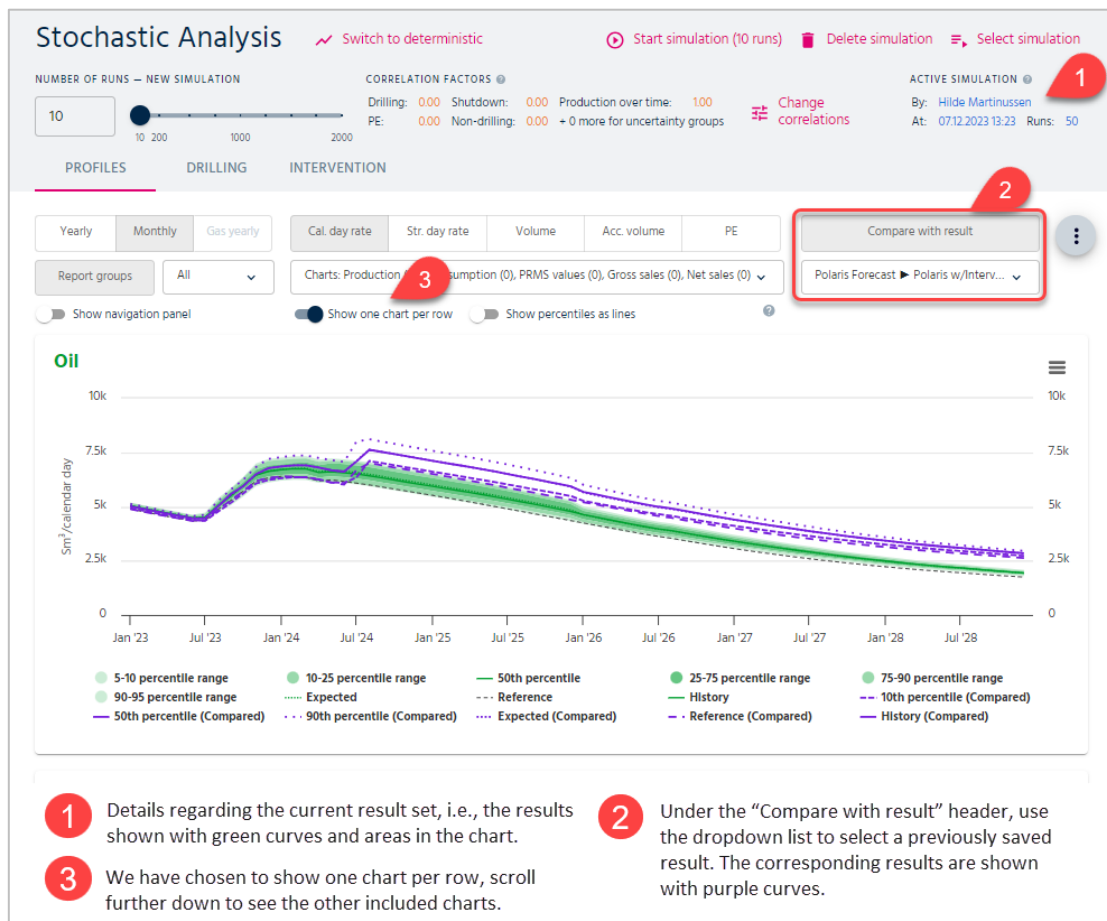 Stochastic Analysis
Switch to deterministic
Start simulation (10 runs)
Delete simulation
Select simulation
NUMBER OF RUNS — NEW SIMULATION
CORRELATION FACTORS ?
ACTIVE SIMULATION ?
1
10
10 200 1000 2000
Drilling: 0.00 Shutdown: 0.00 Production over time: 1.00
PE: 0.00 Non-drilling: 0.00 + 0 more for uncertainty groups
Change
correlations
By: Hilde Martinussen
At: 07.12.2023 13:23 Runs: 50
PROFILES DRILLING INTERVENTION
2
Yearly Monthly Gas yearly
Cal. day rate Str. day rate Volume Acc. volume PE
Compare with result
Report groups All
Charts: Production sumption (0), PRMS values (0), Gross sales (0), Net sales (0)
3
Polaris Forecast ► Polaris w/Interv...
Show navigation panel
Show one chart per row
Show percentiles as lines
?
Oil
10k 10k
7.5k 7.5k
5k 5k
2.5k 2.5k
0 0
Sm³/calendar day
Jan '23 Jul '23 Jan '24 Jul '24 Jan '25 Jul '25 Jan '26 Jul '26 Jan '27 Jul '27 Jan '28 Jul '28
5-10 percentile range 10-25 percentile range 50th percentile 25-75 percentile range 75-90 percentile range
90-95 percentile range Expected Reference History 10th percentile (Compared)
50th percentile (Compared) 90th percentile (Compared) Expected (Compared) Reference (Compared) History (Compared)
1
Details regarding the current result set, i.e., the results
shown with green curves and areas in the chart.
3
We have chosen to show one chart per row, scroll
further down to see the other included charts.
2
Under the “Compare with result” header, use
the dropdown list to select a previously saved
result. The corresponding results are shown
with purple curves.